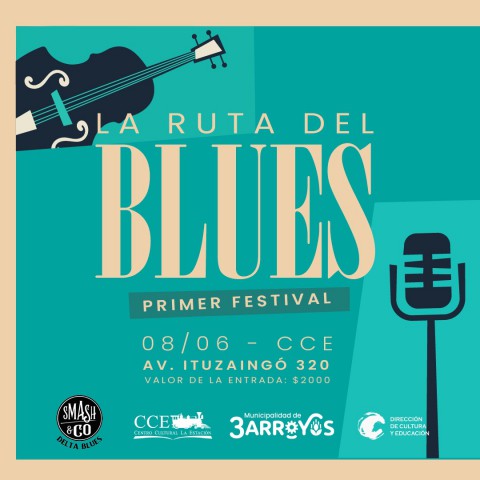 LA RUTA DEL
BLUES
PRIMER FESTIVAL
08/06 - CCE
AV. ITUZAINGÓ 320
VALOR DE LA ENTRADA: $2000
SMASH
&CO
DELTA BLUES
CCE
CENTRO CULTURAL LA ESTACIÓN
Municipalidad de
3ARROYOS
DIRECCIÓN
DE CULTURA
Y EDUCACIÓN